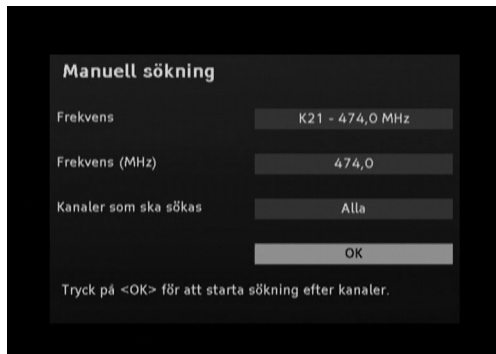 Manuell sökning
Frekvens
K21 - 474,0 MHz
Frekvens (MHz)
474,0
Kanaler som ska sökas
Alla
OK
Tryck på <OK> för att starta sökning efter kanaler.